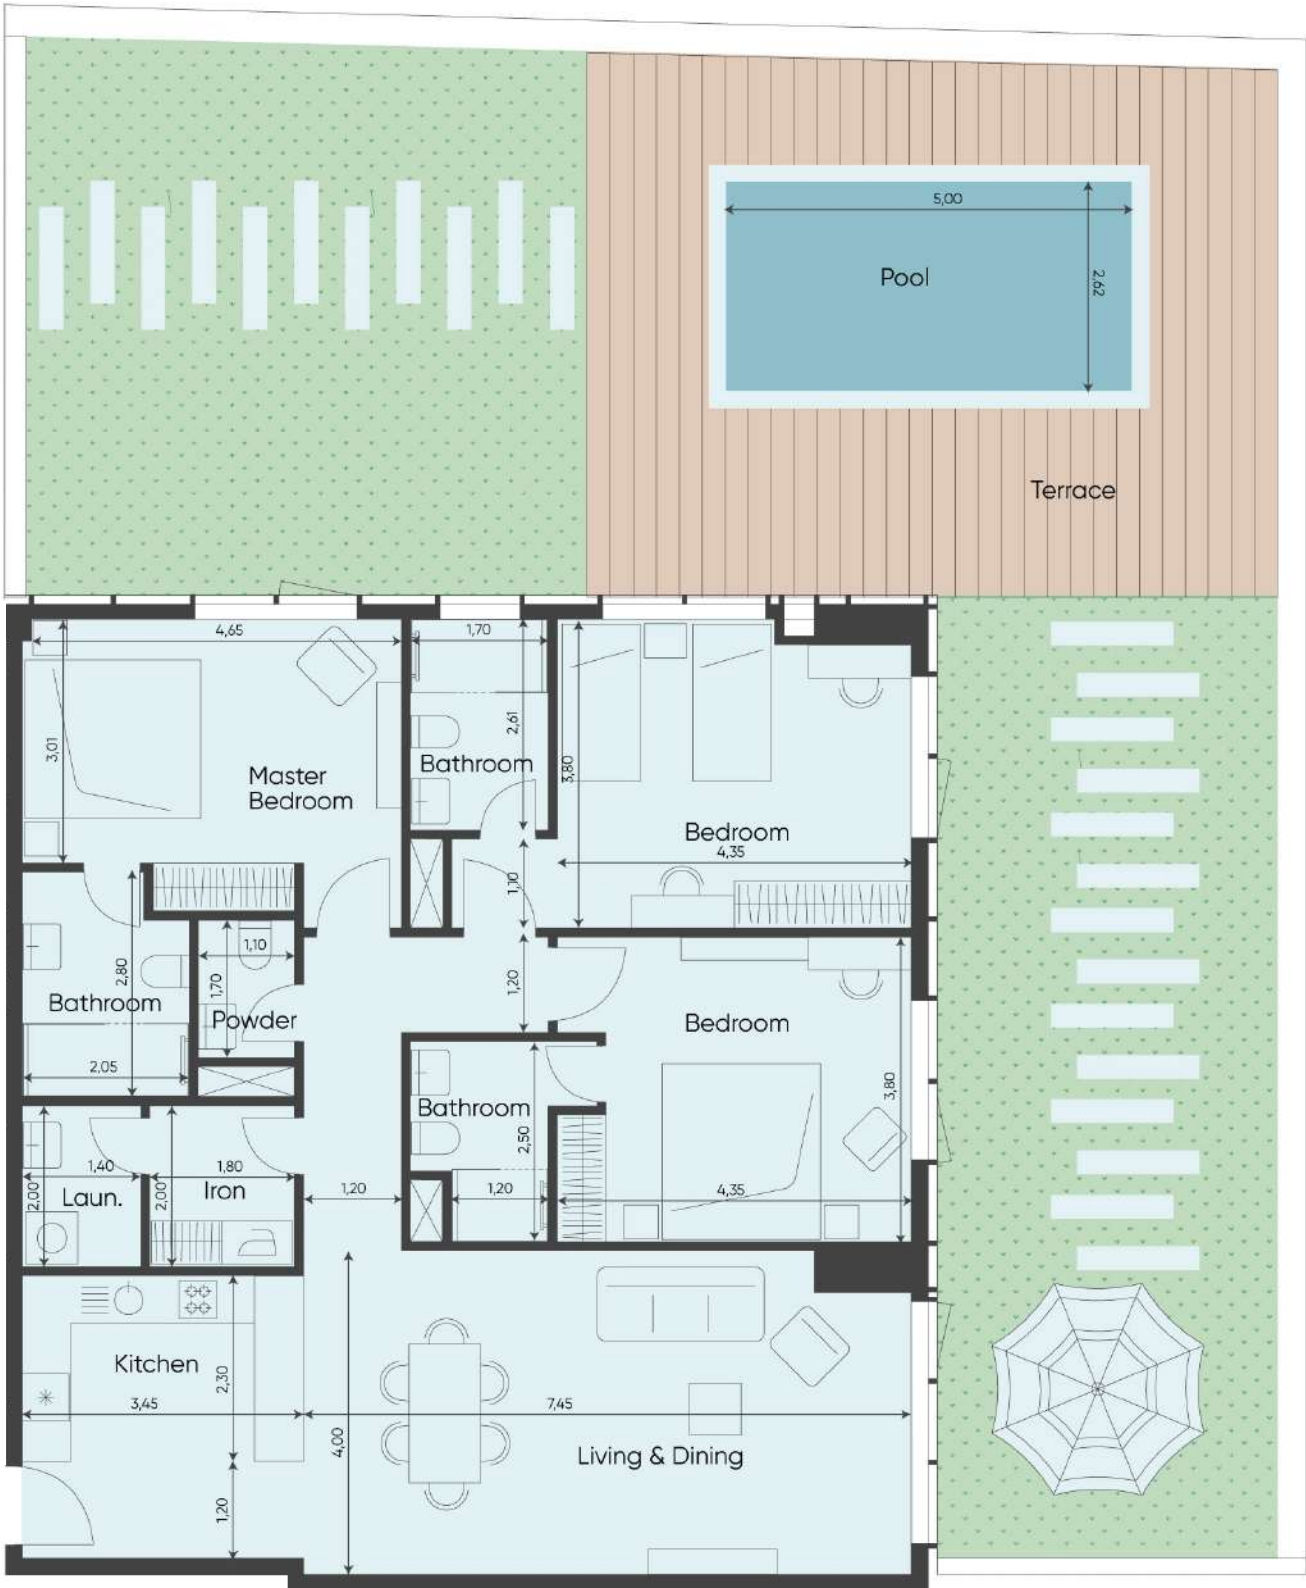 5,00
Pool
2,62
Terrace
4,65
1,70
3,01
2,61
3,80
Master
Bedroom
Bathroom
Bedroom
4,35
1,10
1,10
1,70
2,80
1,20
Bathroom
Powder
Bedroom
2,05
3,80
Bathroom
2,50
1,40
1,80
2,00
Laun.
2,00
Iron
1,20
1,20
4,35
Kitchen
2,30
3,45
7,45
4,00
Living & Dining
1,20